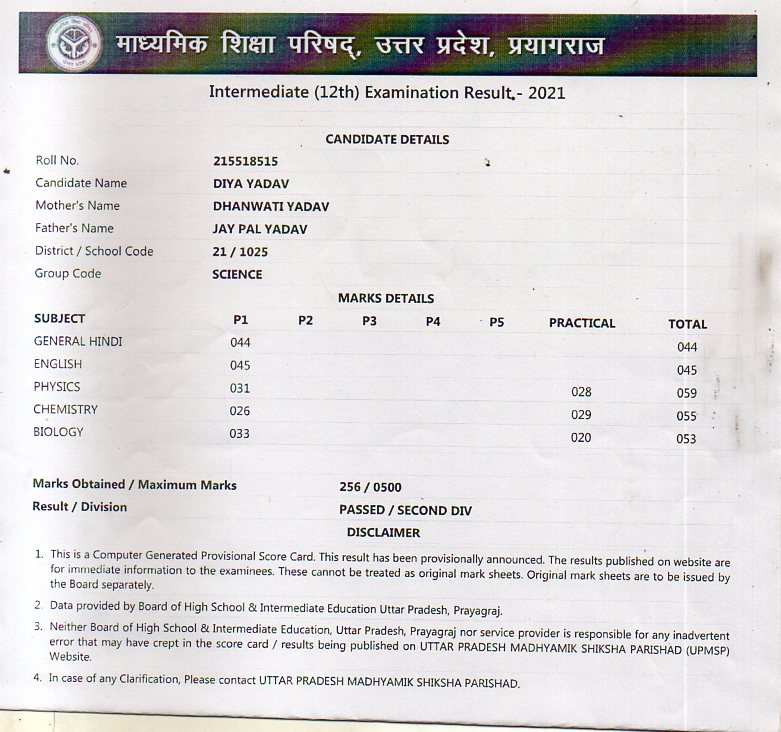 माध्यमिक शिक्षा परिषद्, उत्तर प्रदेश, प्रयागराज
Intermediate (12th) Examination Result.- 2021
CANDIDATE DETAILS
Roll No. 215518515
Candidate Name DIYA YADAV
Mother's Name DHANWATI YADAV
Father's Name JAY PAL YADAV
District / School Code 21 / 1025
Group Code SCIENCE
MARKS DETAILS
SUBJECT P1 P2 P3 P4 P5 PRACTICAL TOTAL
GENERAL HINDI 044 044
ENGLISH 045 045
PHYSICS 031 028 059
CHEMISTRY 026 029 055
BIOLOGY 033 020 053
Marks Obtained / Maximum Marks 256 / 0500
Result / Division PASSED / SECOND DIV
DISCLAIMER
1. This is a Computer Generated Provisional Score Card. This result has been provisionally announced. The results published on website are
for immediate information to the examinees. These cannot be treated as original mark sheets. Original mark sheets are to be issued by
the Board separately.
2. Data provided by Board of High School & Intermediate Education Uttar Pradesh, Prayagraj.
3. Neither Board of High School & Intermediate Education, Uttar Pradesh, Prayagraj nor service provider is responsible for any inadvertent
error that may have crept in the score card / results being published on UTTAR PRADESH MADHYAMIK SHIKSHA PARISHAD (UPMSP)
Website.
4. In case of any Clarification, Please contact UTTAR PRADESH MADHYAMIK SHIKSHA PARISHAD.